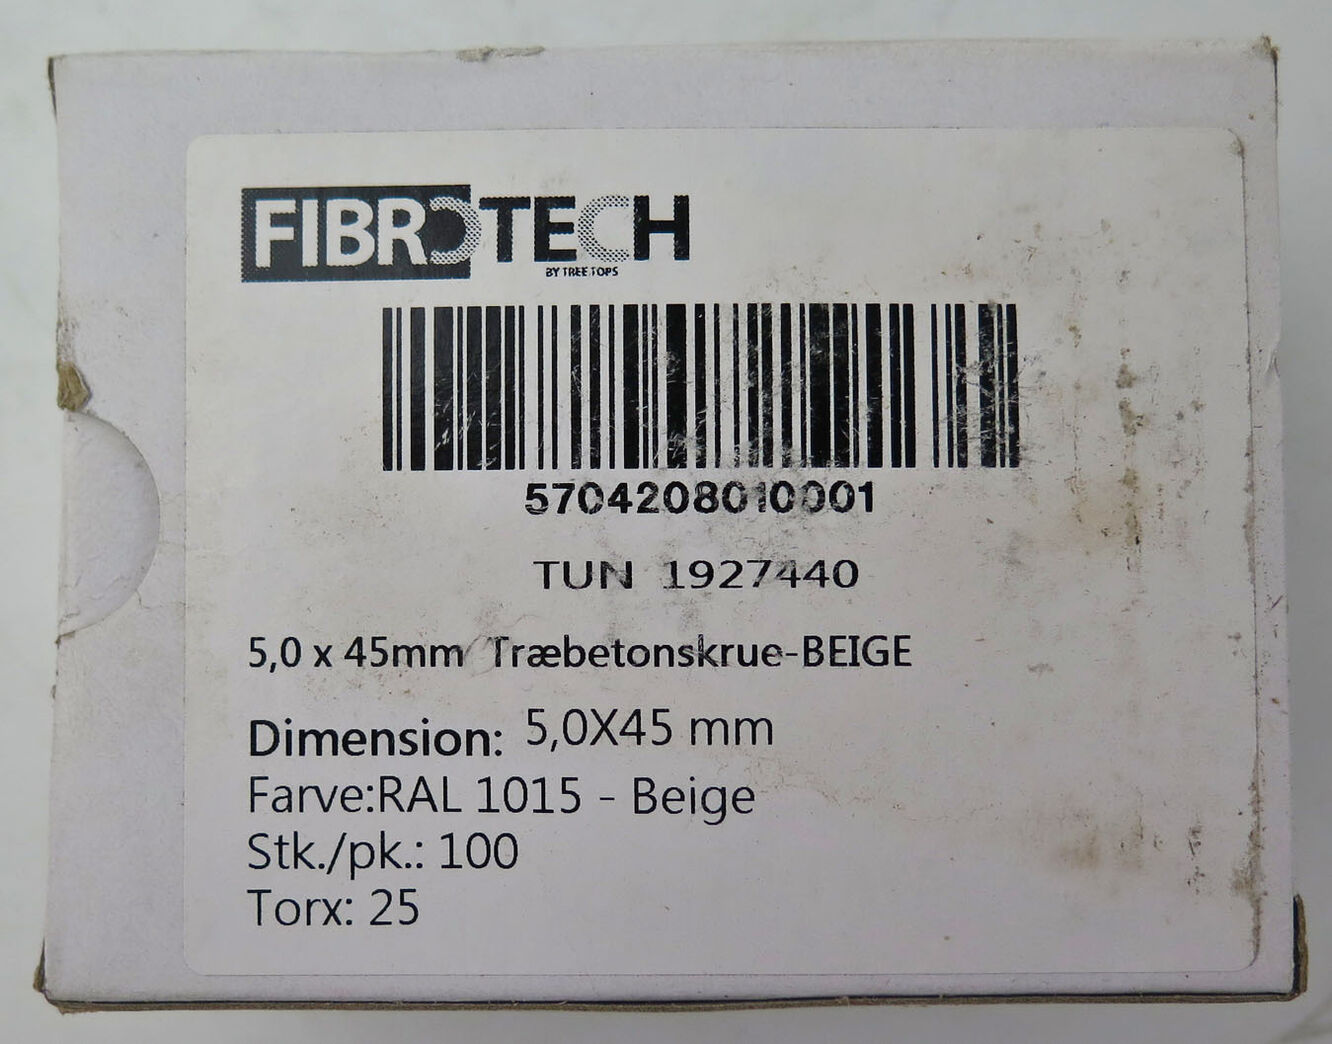 FIBROTECH
BY TREE TOPS
5704208010001
TUN 1927440
5,0 x 45mm Træbetonskrue-BEIGE
Dimension: 5,0X45 mm
Farve:RAL 1015 - Beige
Stk./pk.: 100
Torx: 25